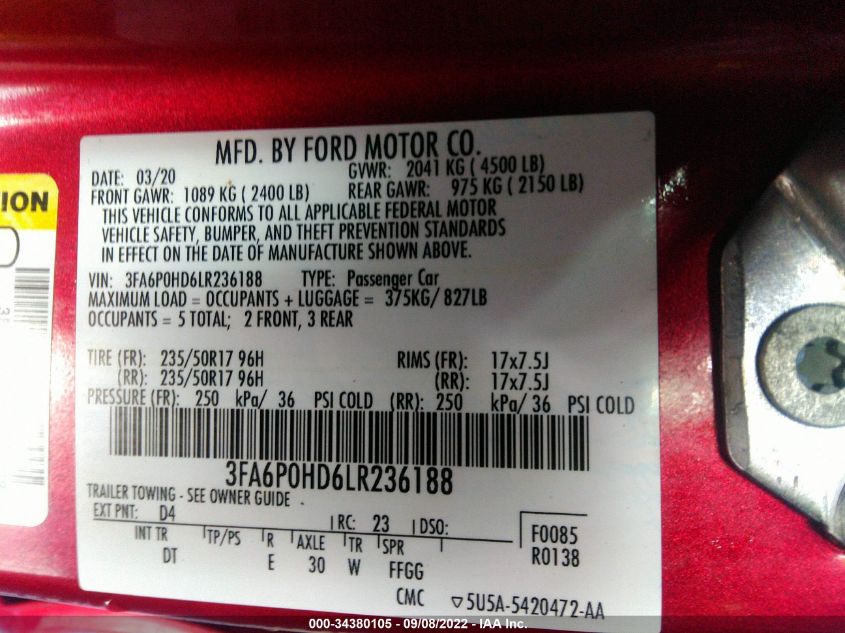 MFD. BY FORD MOTOR CO.
DATE: 03/20 GVWR: 2041 KG ( 4500 LB)
FRONT GAWR: 1089 KG ( 2400 LB) REAR GAWR: 975 KG ( 2150 LB)
THIS VEHICLE CONFORMS TO ALL APPLICABLE FEDERAL MOTOR
VEHICLE SAFETY, BUMPER, AND THEFT PREVENTION STANDARDS
IN EFFECT ON THE DATE OF MANUFACTURE SHOWN ABOVE.
VIN: 3FA6P0HD6LR236188 TYPE: Passenger Car
MAXIMUM LOAD = OCCUPANTS + LUGGAGE = 375KG/ 827LB
OCCUPANTS = 5 TOTAL; 2 FRONT, 3 REAR
TIRE (FR): 235/50R17 96H RIMS (FR): 17x7.5J
(RR): 235/50R17 96H (RR): 17x7.5J
PRESSURE (FR): 250 kPa/ 36 PSI COLD (RR): 250 kPa/ 36 PSI COLD
3FA6P0HD6LR236188
TRAILER TOWING - SEE OWNER GUIDE -
EXT PNT: D4 RC: 23 DSO: F0085
INT TR TP/PS R AXLE TR SPR R0138
DT E 30 W FFGG
CMC ▽5U5A-5420472-AA
000-34380105 - 09/08/2022 - IAA Inc.